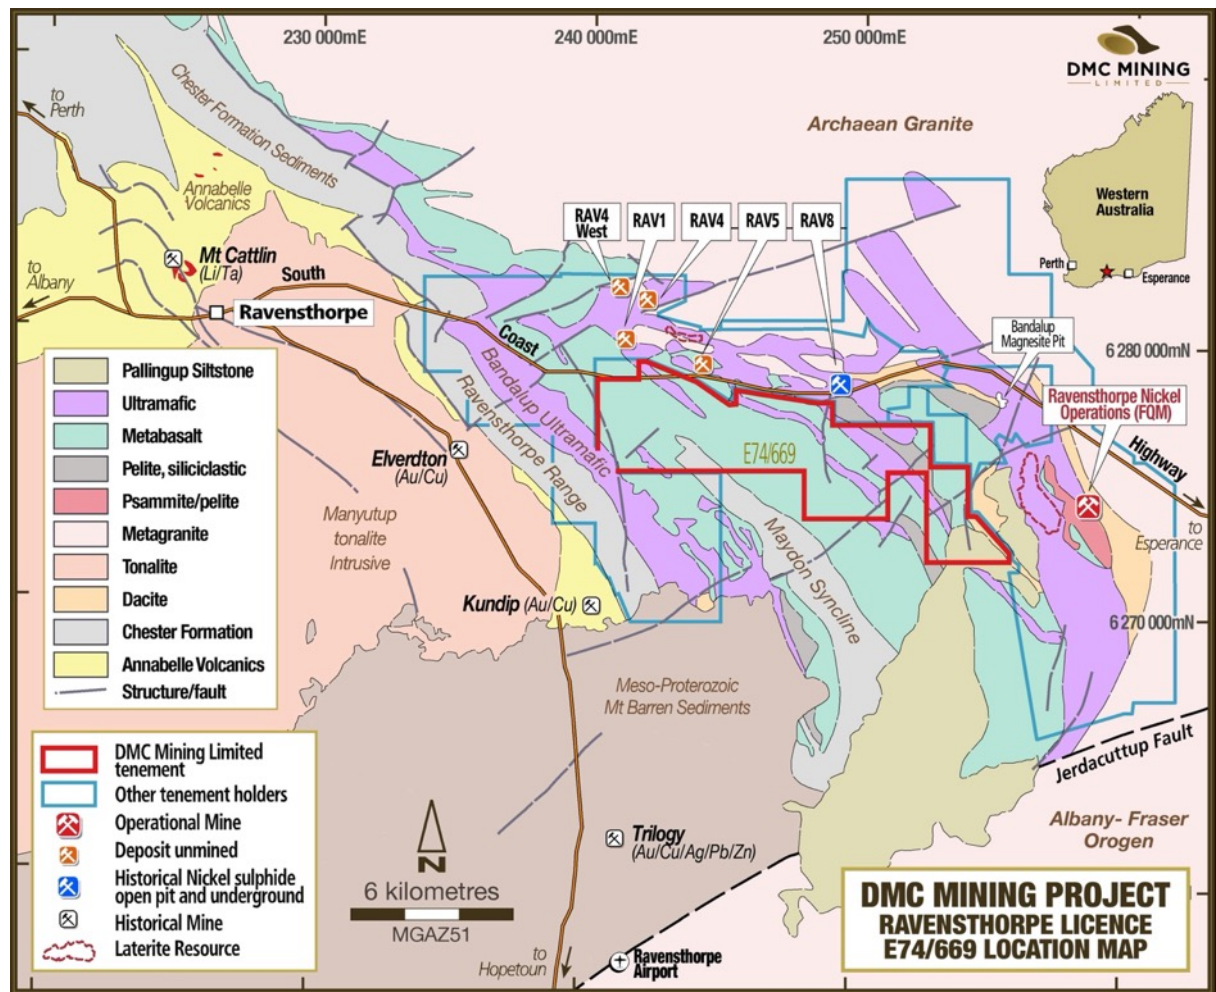 230 000mE
240 000mE
250 000mE
DMC MINING
LIMITED
to
Perth
Chester Formation Sediments
Archaean Granite
Annabelle
Volcanics
Western
Australia
Perth
Esperance
RAV4
West
RAV1
RAV4
RAV5
RAV8
Mt Cattlin
(Li/Ta)
to
Albany
South
Ravensthorpe
Coast
Bandalup
Magnesite Pit
6 280 000mN
Ravensthorpe Nickel
Operations (FQM)
Pallingup Siltstone
Ultramafic
Metabasalt
Pelite, siliciclastic
Psammite/pelite
Metagranite
Tonalite
Dacite
Chester Formation
Annabelle Volcanics
Structure/fault
Bandalup Ultramafic
Ravensthorpe Range
E74/669
Highway
to
Esperance
Elverdton
(Au/Cu)
Manyutup
tonalite
Intrusive
Maydon Syncline
Kundip (Au/Cu)
6 270 000mN
Meso-Proterozoic
Mt Barren Sediments
Jerdacuttup Fault
DMC Mining Limited
tenement
Other tenement holders
Operational Mine
Deposit unmined
Historical Nickel sulphide
open pit and underground
Historical Mine
Laterite Resource
N
6 kilometres
MGAZ51
Trilogy
(Au/Cu/Ag/Pb/Zn)
Albany- Fraser
Orogen
to
Hopetoun
Ravensthorpe
Airport
DMC MINING PROJECT
RAVENSTHORPE LICENCE
E74/669 LOCATION MAP